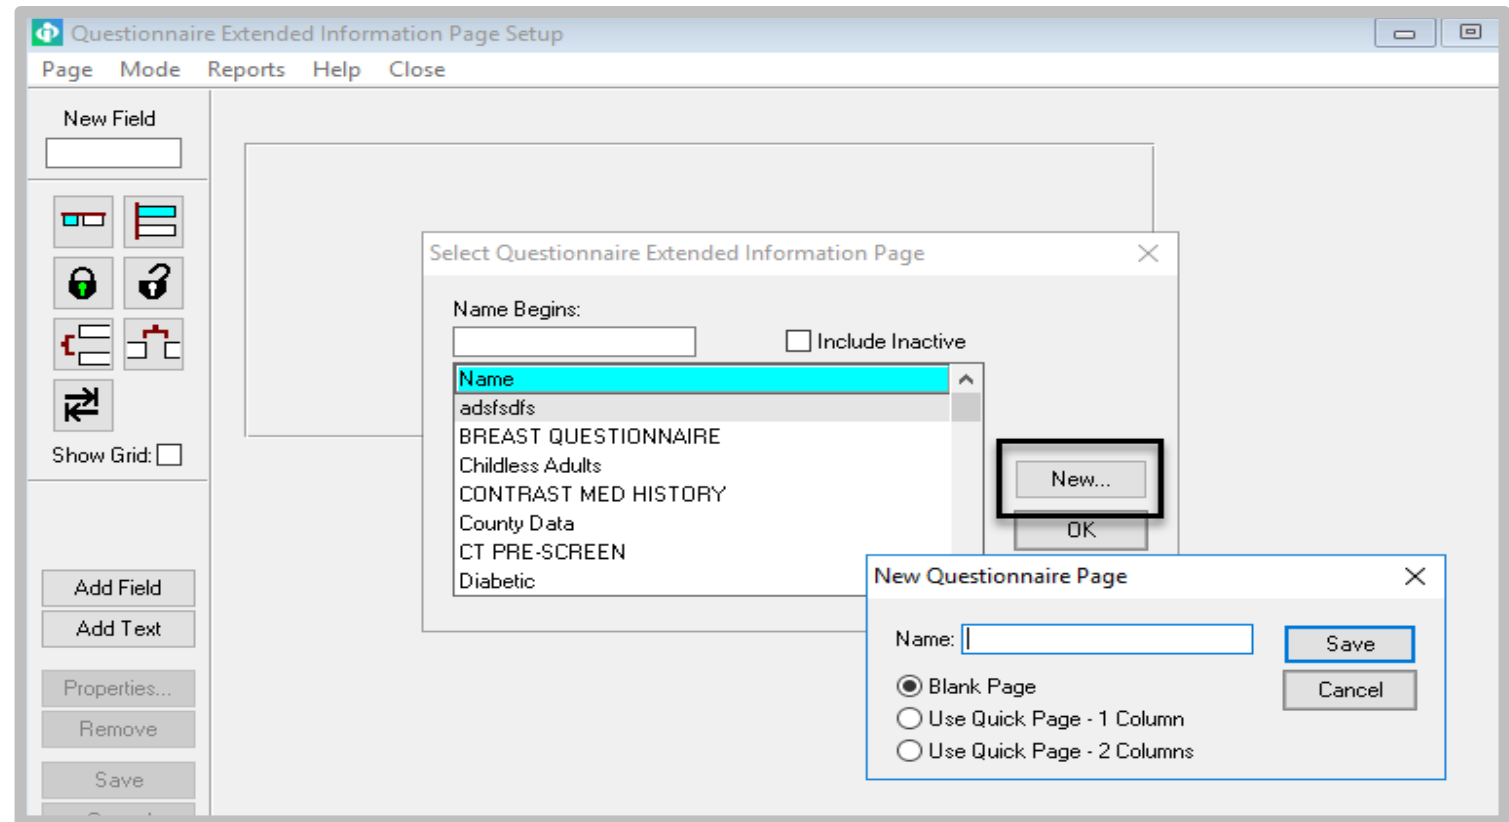 Questionnaire Extended Information Page Setup
Page Mode Reports Help Close
New Field
Show Grid:
Add Field
Add Text
Properties...
Remove
Save
Select Questionnaire Extended Information Page
Name Begins:
Include Inactive
Name
adsfsdfs
BREAST QUESTIONNAIRE
Childless Adults
CONTRAST MED HISTORY
County Data
CT PRE-SCREEN
Diabetic
New...
OK
New Questionnaire Page
Name:
Save
Blank Page
Cancel
Use Quick Page - 1 Column
Use Quick Page - 2 Columns